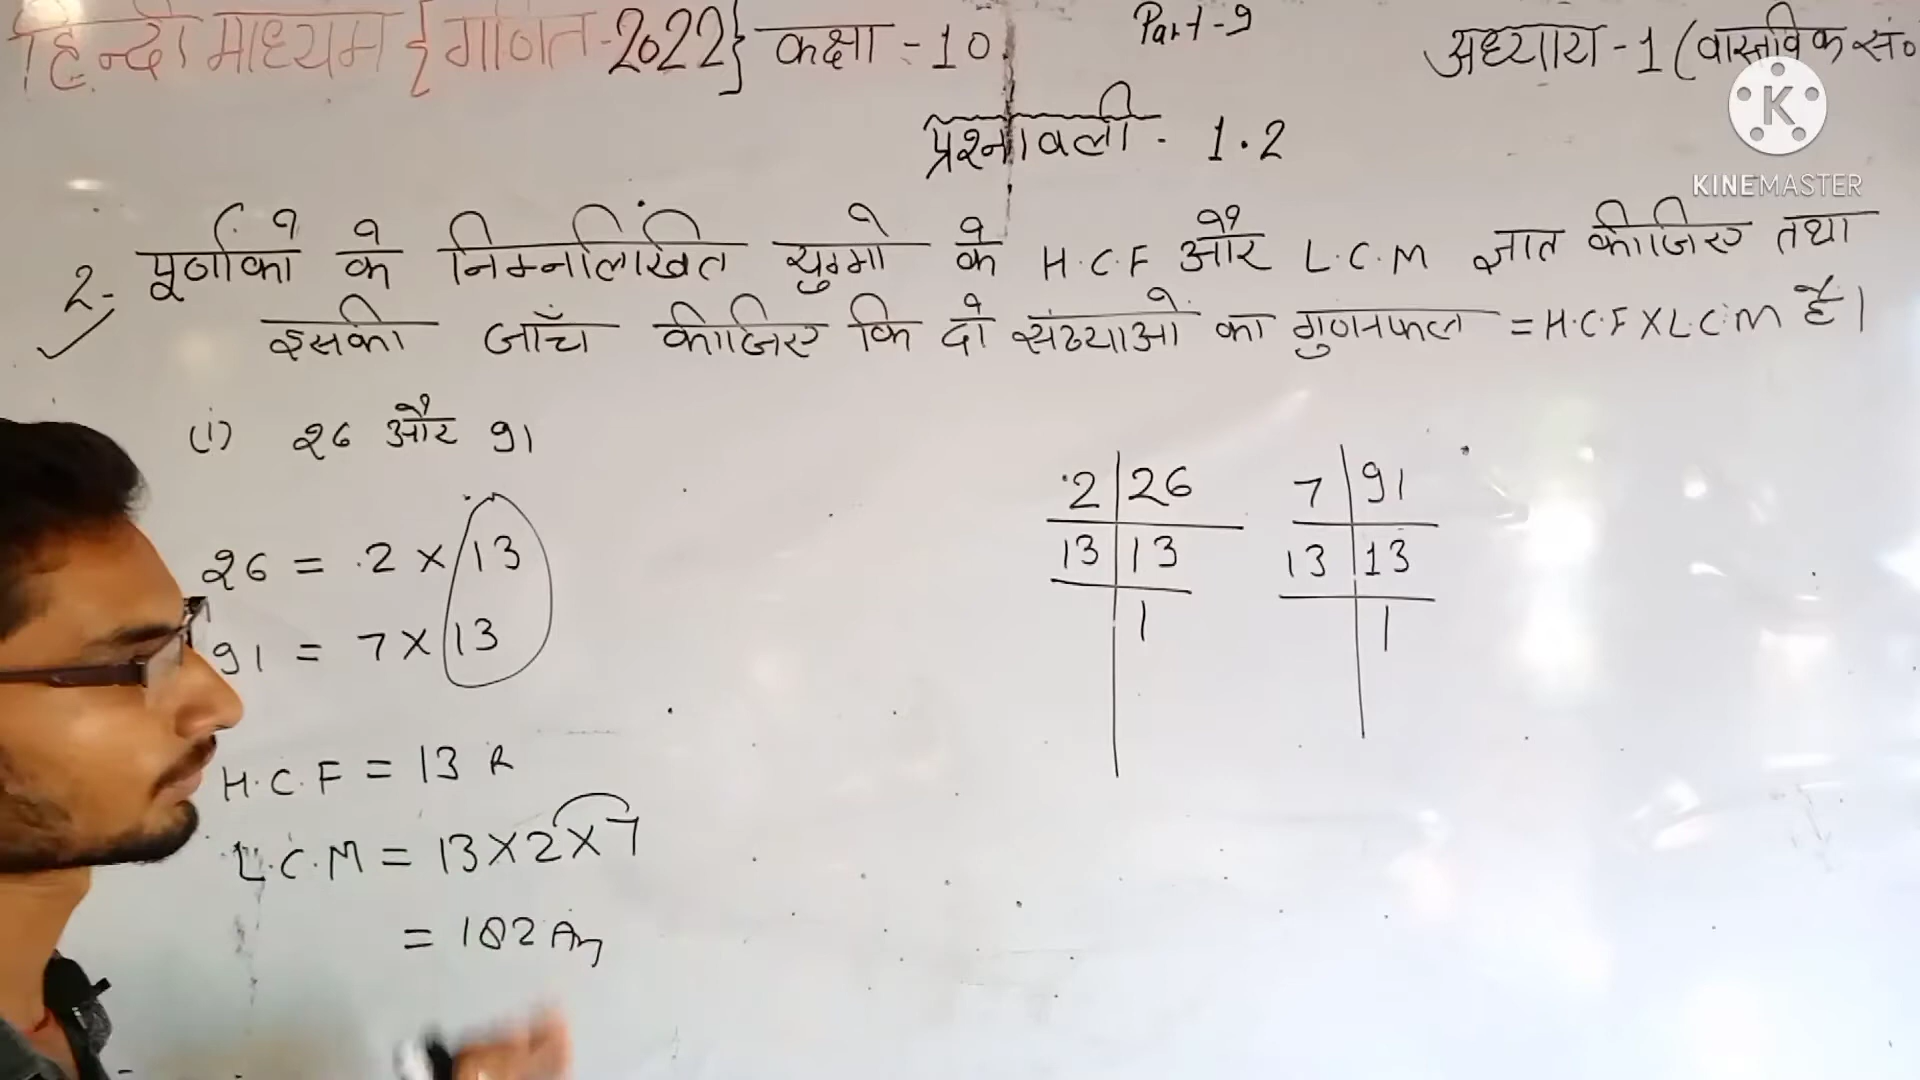 हिन्दी माध्यम {गणित-2022} कक्षा - 10
Part-9
अध्याय -1 (वास्तविक सं०
प्रश्नावली - 1.2
K
KINEMASTER
2- पूर्णांको के निम्नलिखित युग्मो के H.C.F और L.C.M ज्ञात कीजिए तथा
इसकी जाँच कीजिए कि दो संख्याओ का गुणनफल = H.C.F X L.C.M है।
(i) 26 और 91
26 = 2 × 13
91 = 7 × 13
H.C.F = 13
L.C.M = 13×2×7
= 182 Ans
2 | 26
13 | 13
1
7 | 91
13 | 13
1